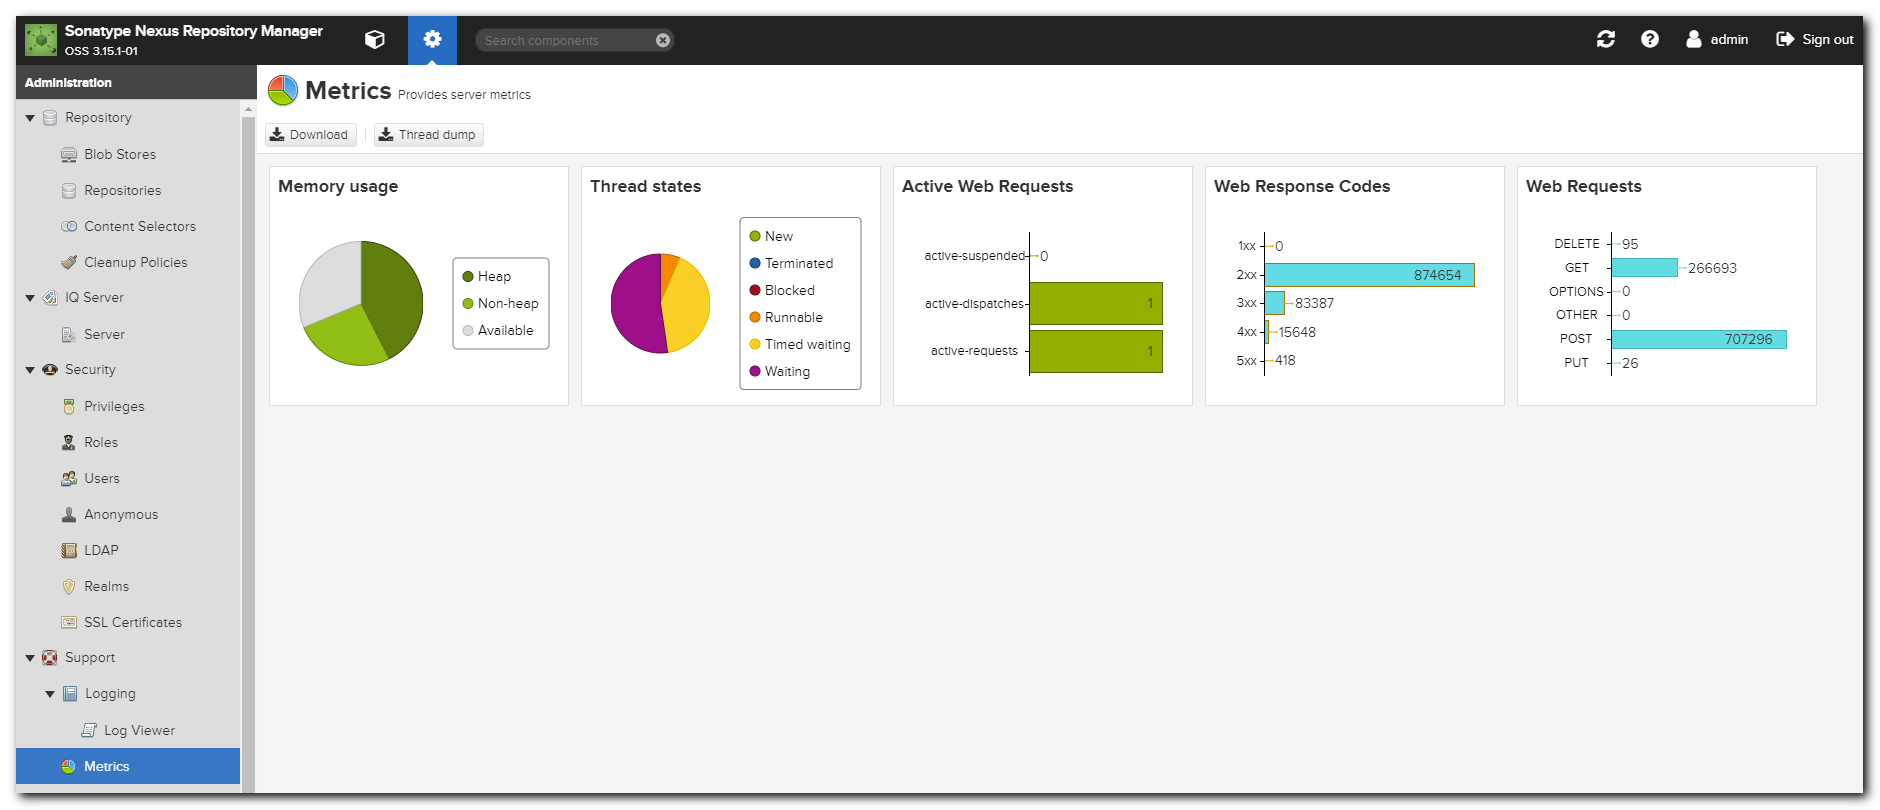 Sonatype Nexus Repository Manager
OSS 3.15.1-01
Search components
admin
Sign out
Administration
Repository
Blob Stores
Repositories
Content Selectors
Cleanup Policies
IQ Server
Server
Security
Privileges
Roles
Users
Anonymous
LDAP
Realms
SSL Certificates
Support
Logging
Log Viewer
Metrics
Metrics Provides server metrics
Download
Thread dump
Memory usage
Heap
Non-heap
Available
Thread states
New
Terminated
Blocked
Runnable
Timed waiting
Waiting
Active Web Requests
active-suspended 0
active-dispatches 1
active-requests 1
Web Response Codes
1xx 0
2xx 874654
3xx 83387
4xx 15648
5xx 418
Web Requests
DELETE 95
GET 266693
OPTIONS 0
OTHER 0
POST 707296
PUT 26